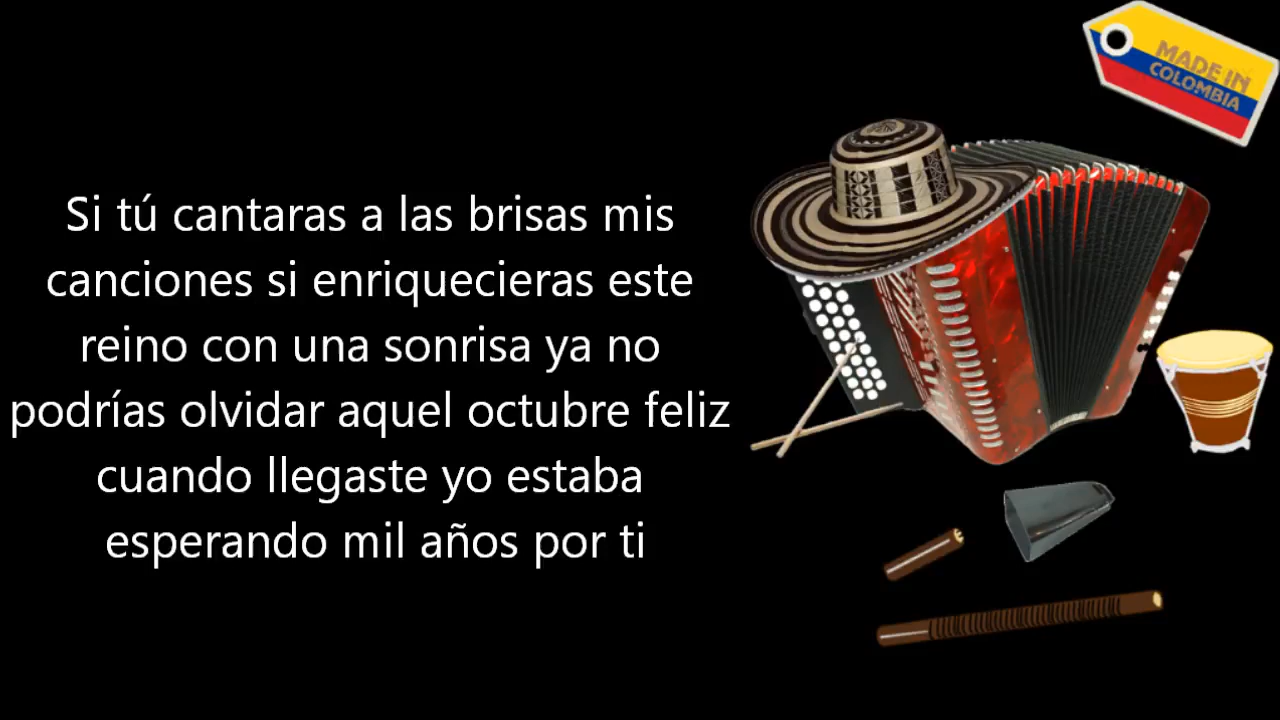 MADE IN
COLOMBIA
Si tú cantaras a las brisas mis
canciones si enriquecieras este
reino con una sonrisa ya no
podrías olvidar aquel octubre feliz
cuando llegaste yo estaba
esperando mil años por ti